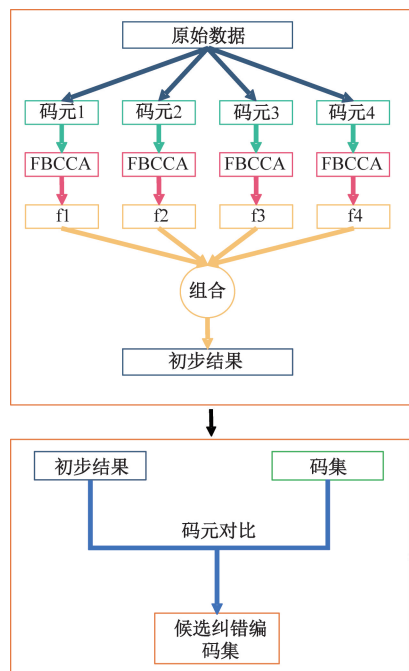 原始数据
码元1 码元2 码元3 码元4
FBCCA FBCCA FBCCA FBCCA
f1 f2 f3 f4
组合
初步结果
初步结果 码集
码元对比
候选纠错编
码集